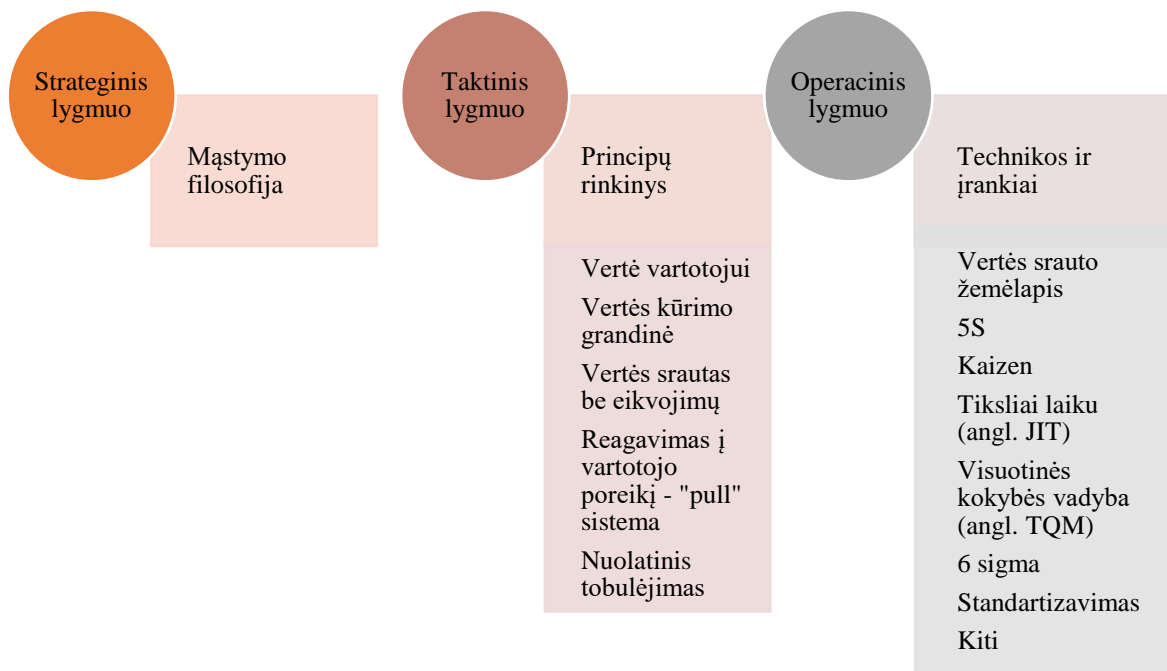 Strateginis
lygmuo
Mąstymo
filosofija
Taktinis
lygmuo
Principų
rinkinys
Vertė vartotojui
Vertės kūrimo
grandinė
Vertės srautas
be eikvojimų
Reagavimas į
vartotojo
poreikį - "pull"
sistema
Nuolatinis
tobulėjimas
Operacinis
lygmuo
Technikos ir
įrankiai
Vertės srauto
žemėlapis
5S
Kaizen
Tiksliai laiku
(angl. JIT)
Visuotinės
kokybės vadyba
(angl. TQM)
6 sigma
Standartizavimas
Kiti